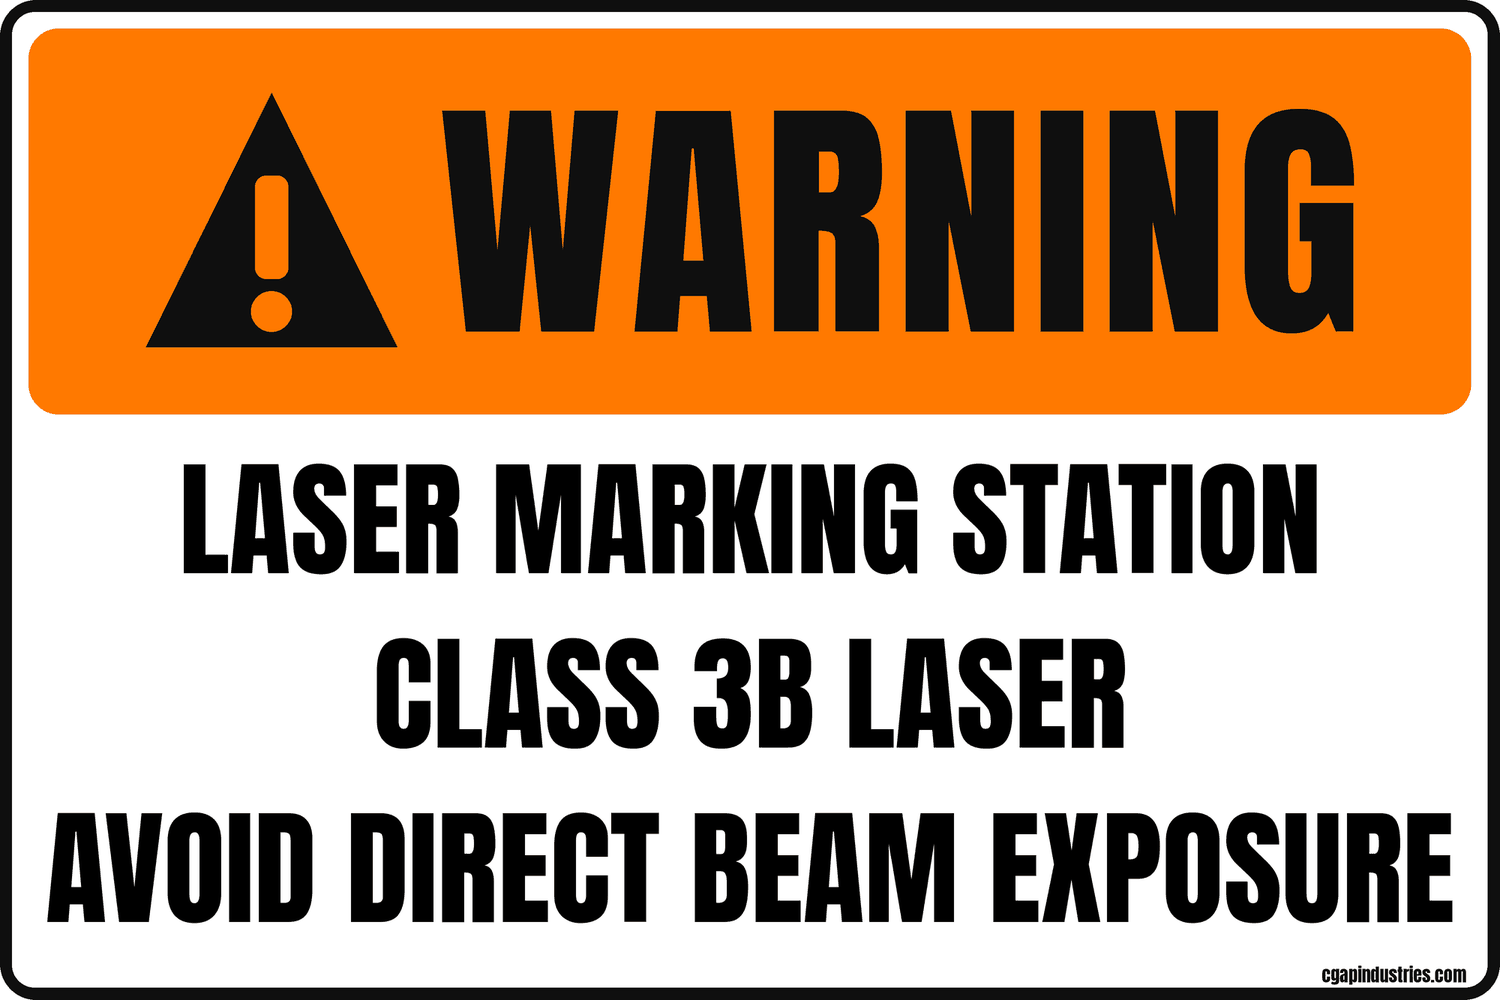 WARNING
LASER MARKING STATION
CLASS 3B LASER
AVOID DIRECT BEAM EXPOSURE
cgapindustries.com